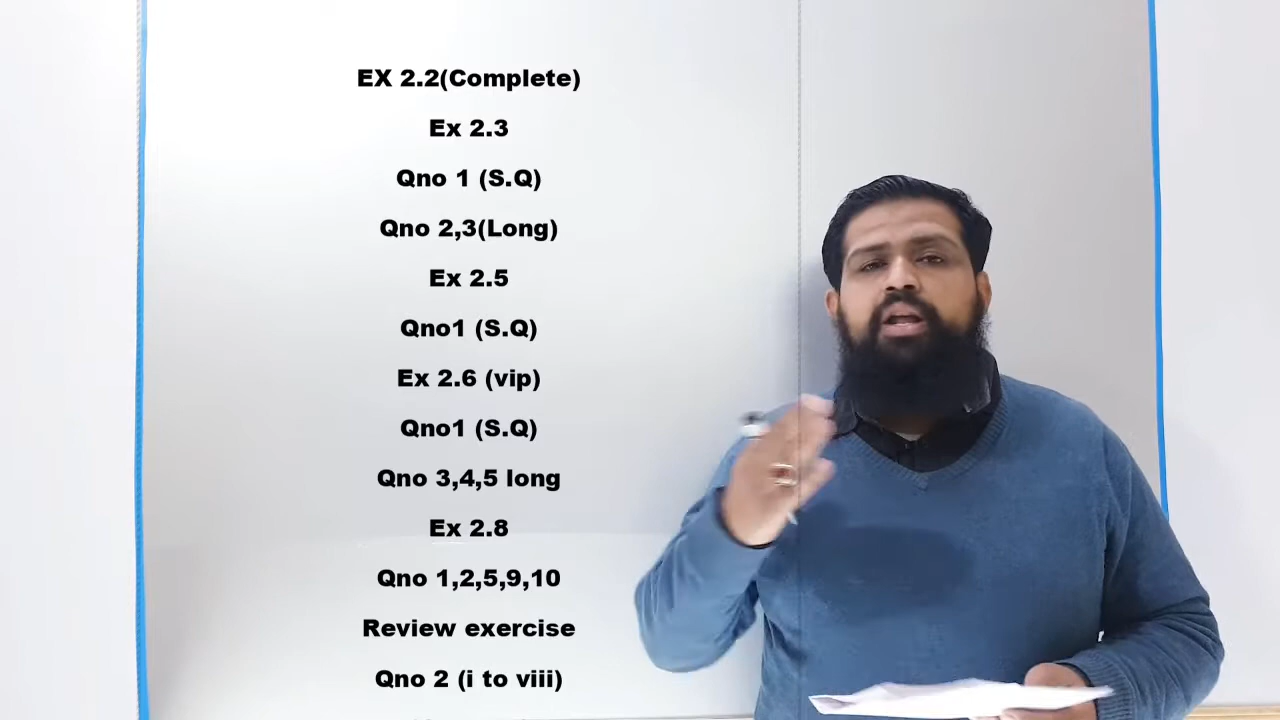 EX 2.2(Complete)
Ex 2.3
Qno 1 (S.Q)
Qno 2,3(Long)
Ex 2.5
Qno1 (S.Q)
Ex 2.6 (vip)
Qno1 (S.Q)
Qno 3,4,5 long
Ex 2.8
Qno 1,2,5,9,10
Review exercise
Qno 2 (i to viii)